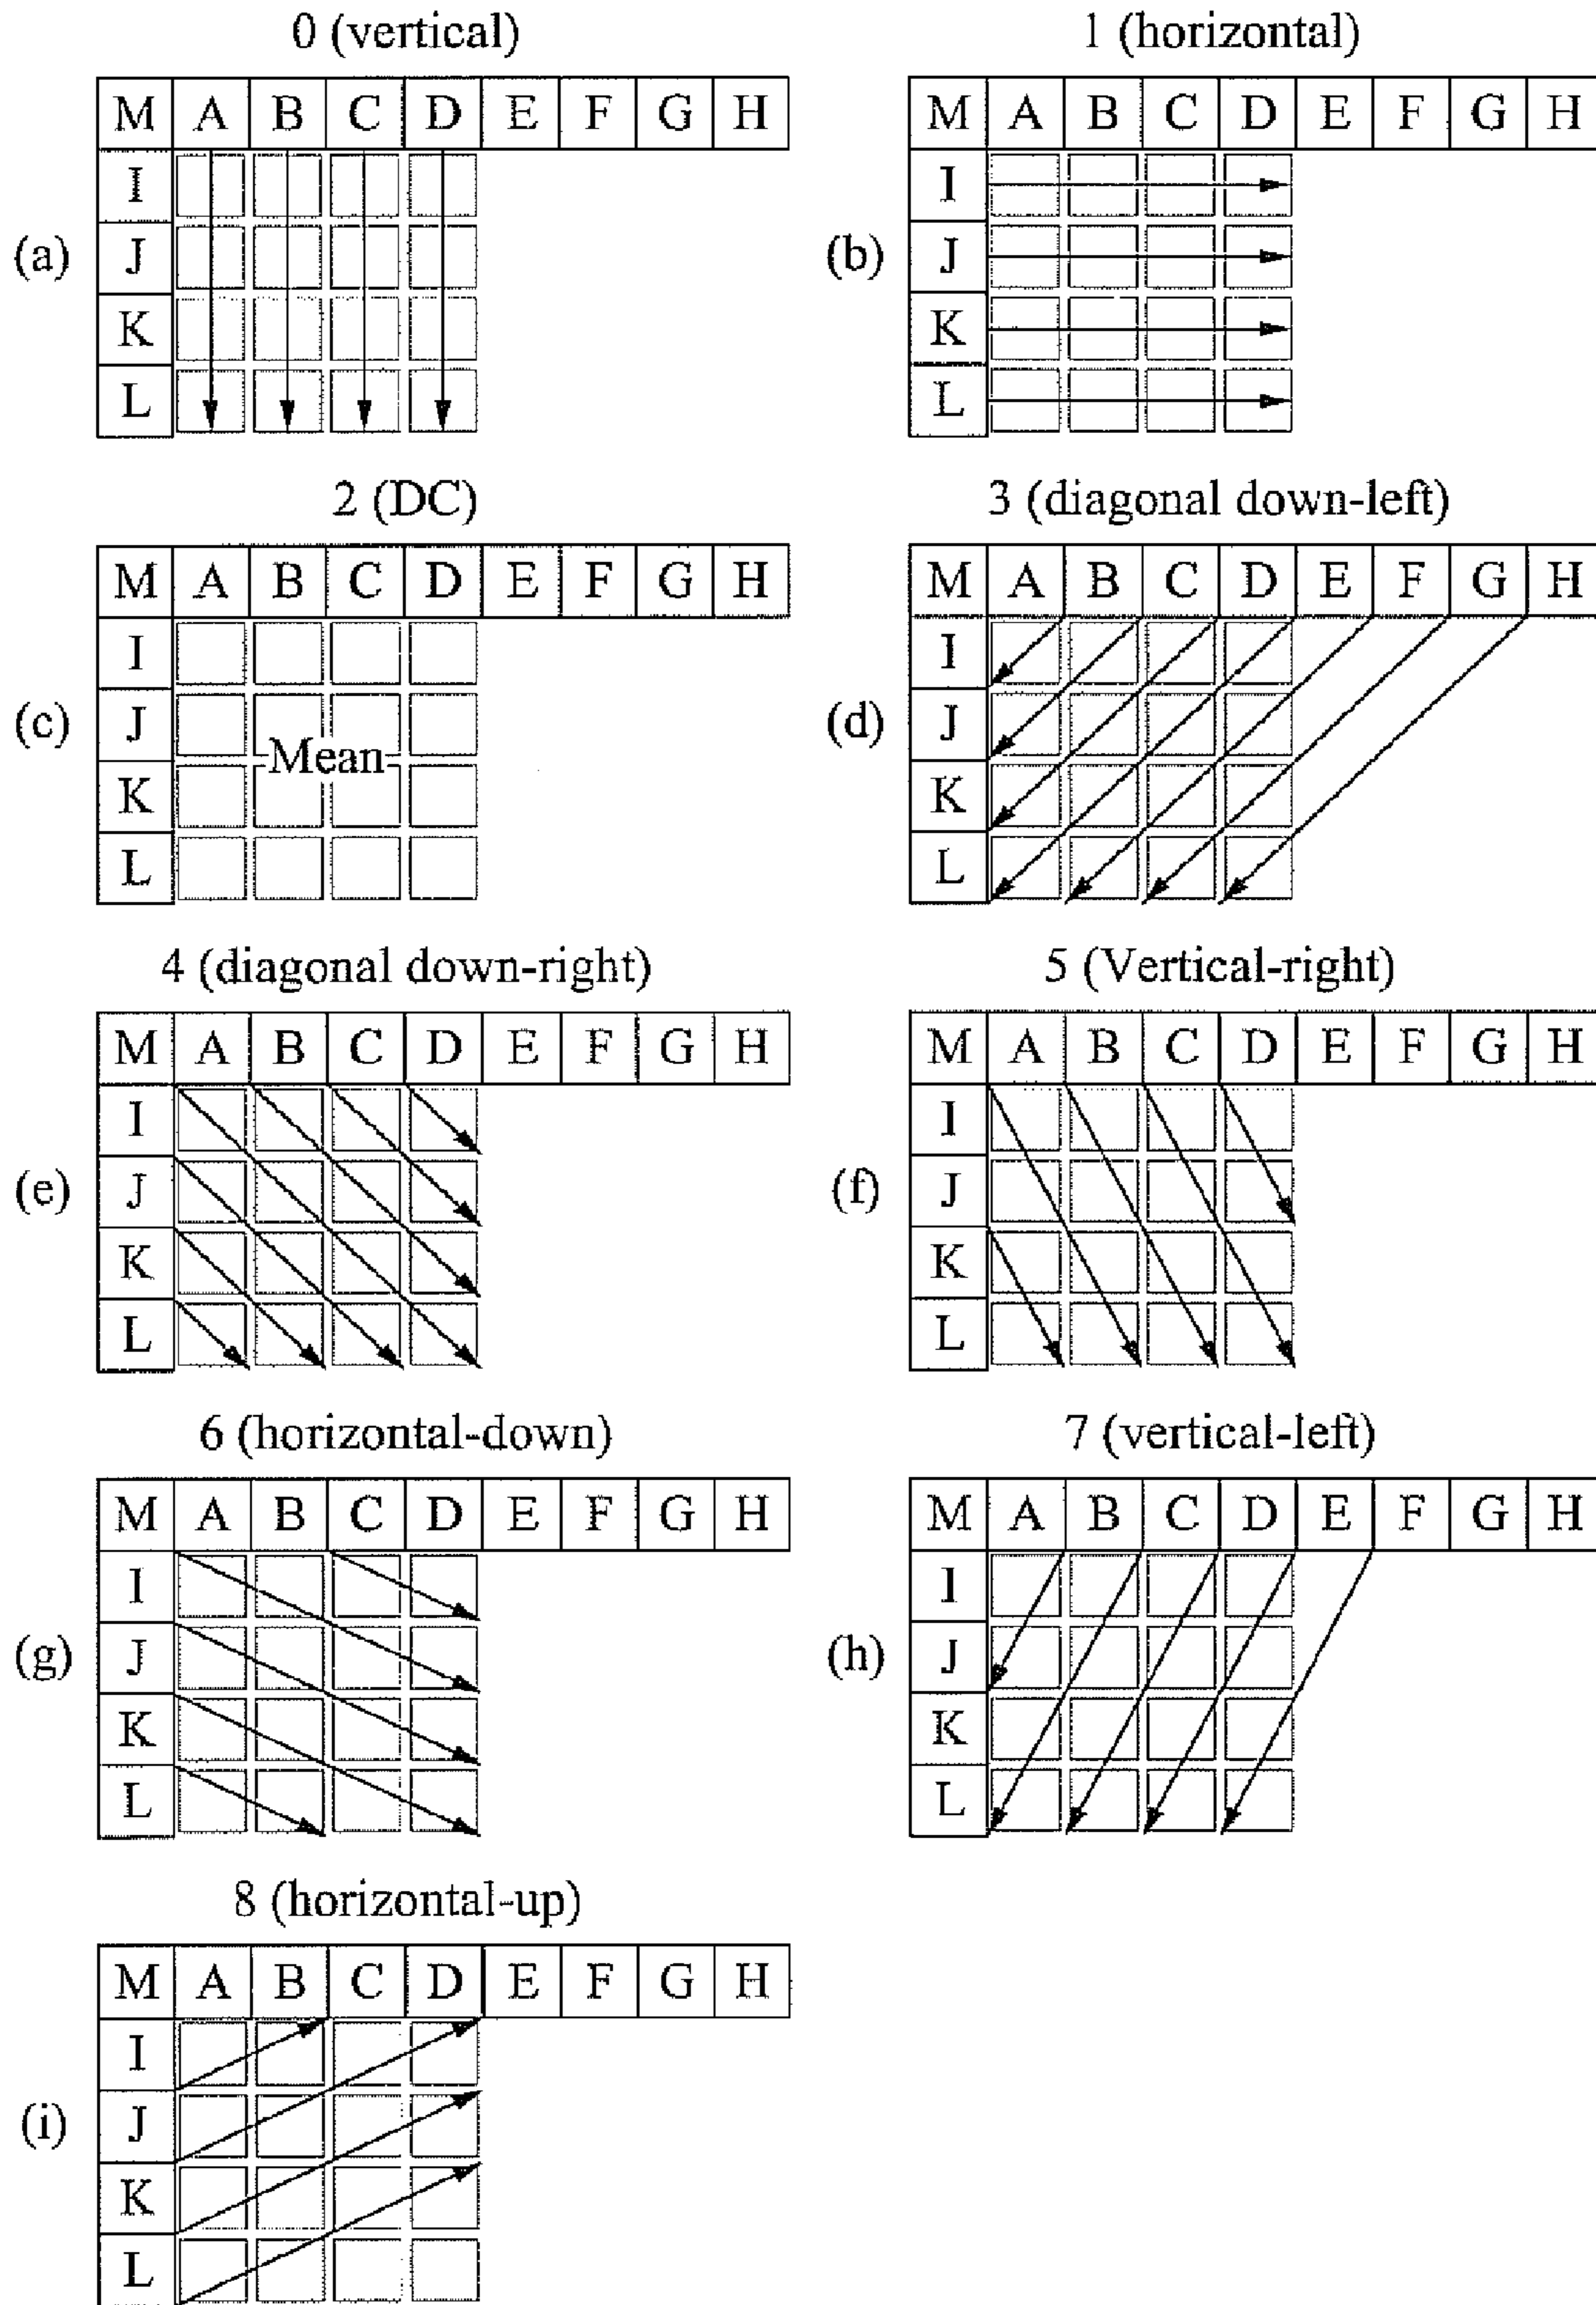 0 (vertical)
M A B C D E F G H
I
J
K
L
(a)
1 (horizontal)
M A B C D E F G H
I
J
K
L
(b)
2 (DC)
M A B C D E F G H
I
J
K
L
Mean
(c)
3 (diagonal down-left)
M A B C D E F G H
I
J
K
L
(d)
4 (diagonal down-right)
M A B C D E F G H
I
J
K
L
(e)
5 (Vertical-right)
M A B C D E F G H
I
J
K
L
(f)
6 (horizontal-down)
M A B C D E F G H
I
J
K
L
(g)
7 (vertical-left)
M A B C D E F G H
I
J
K
L
(h)
8 (horizontal-up)
M A B C D E F G H
I
J
K
L
(i)